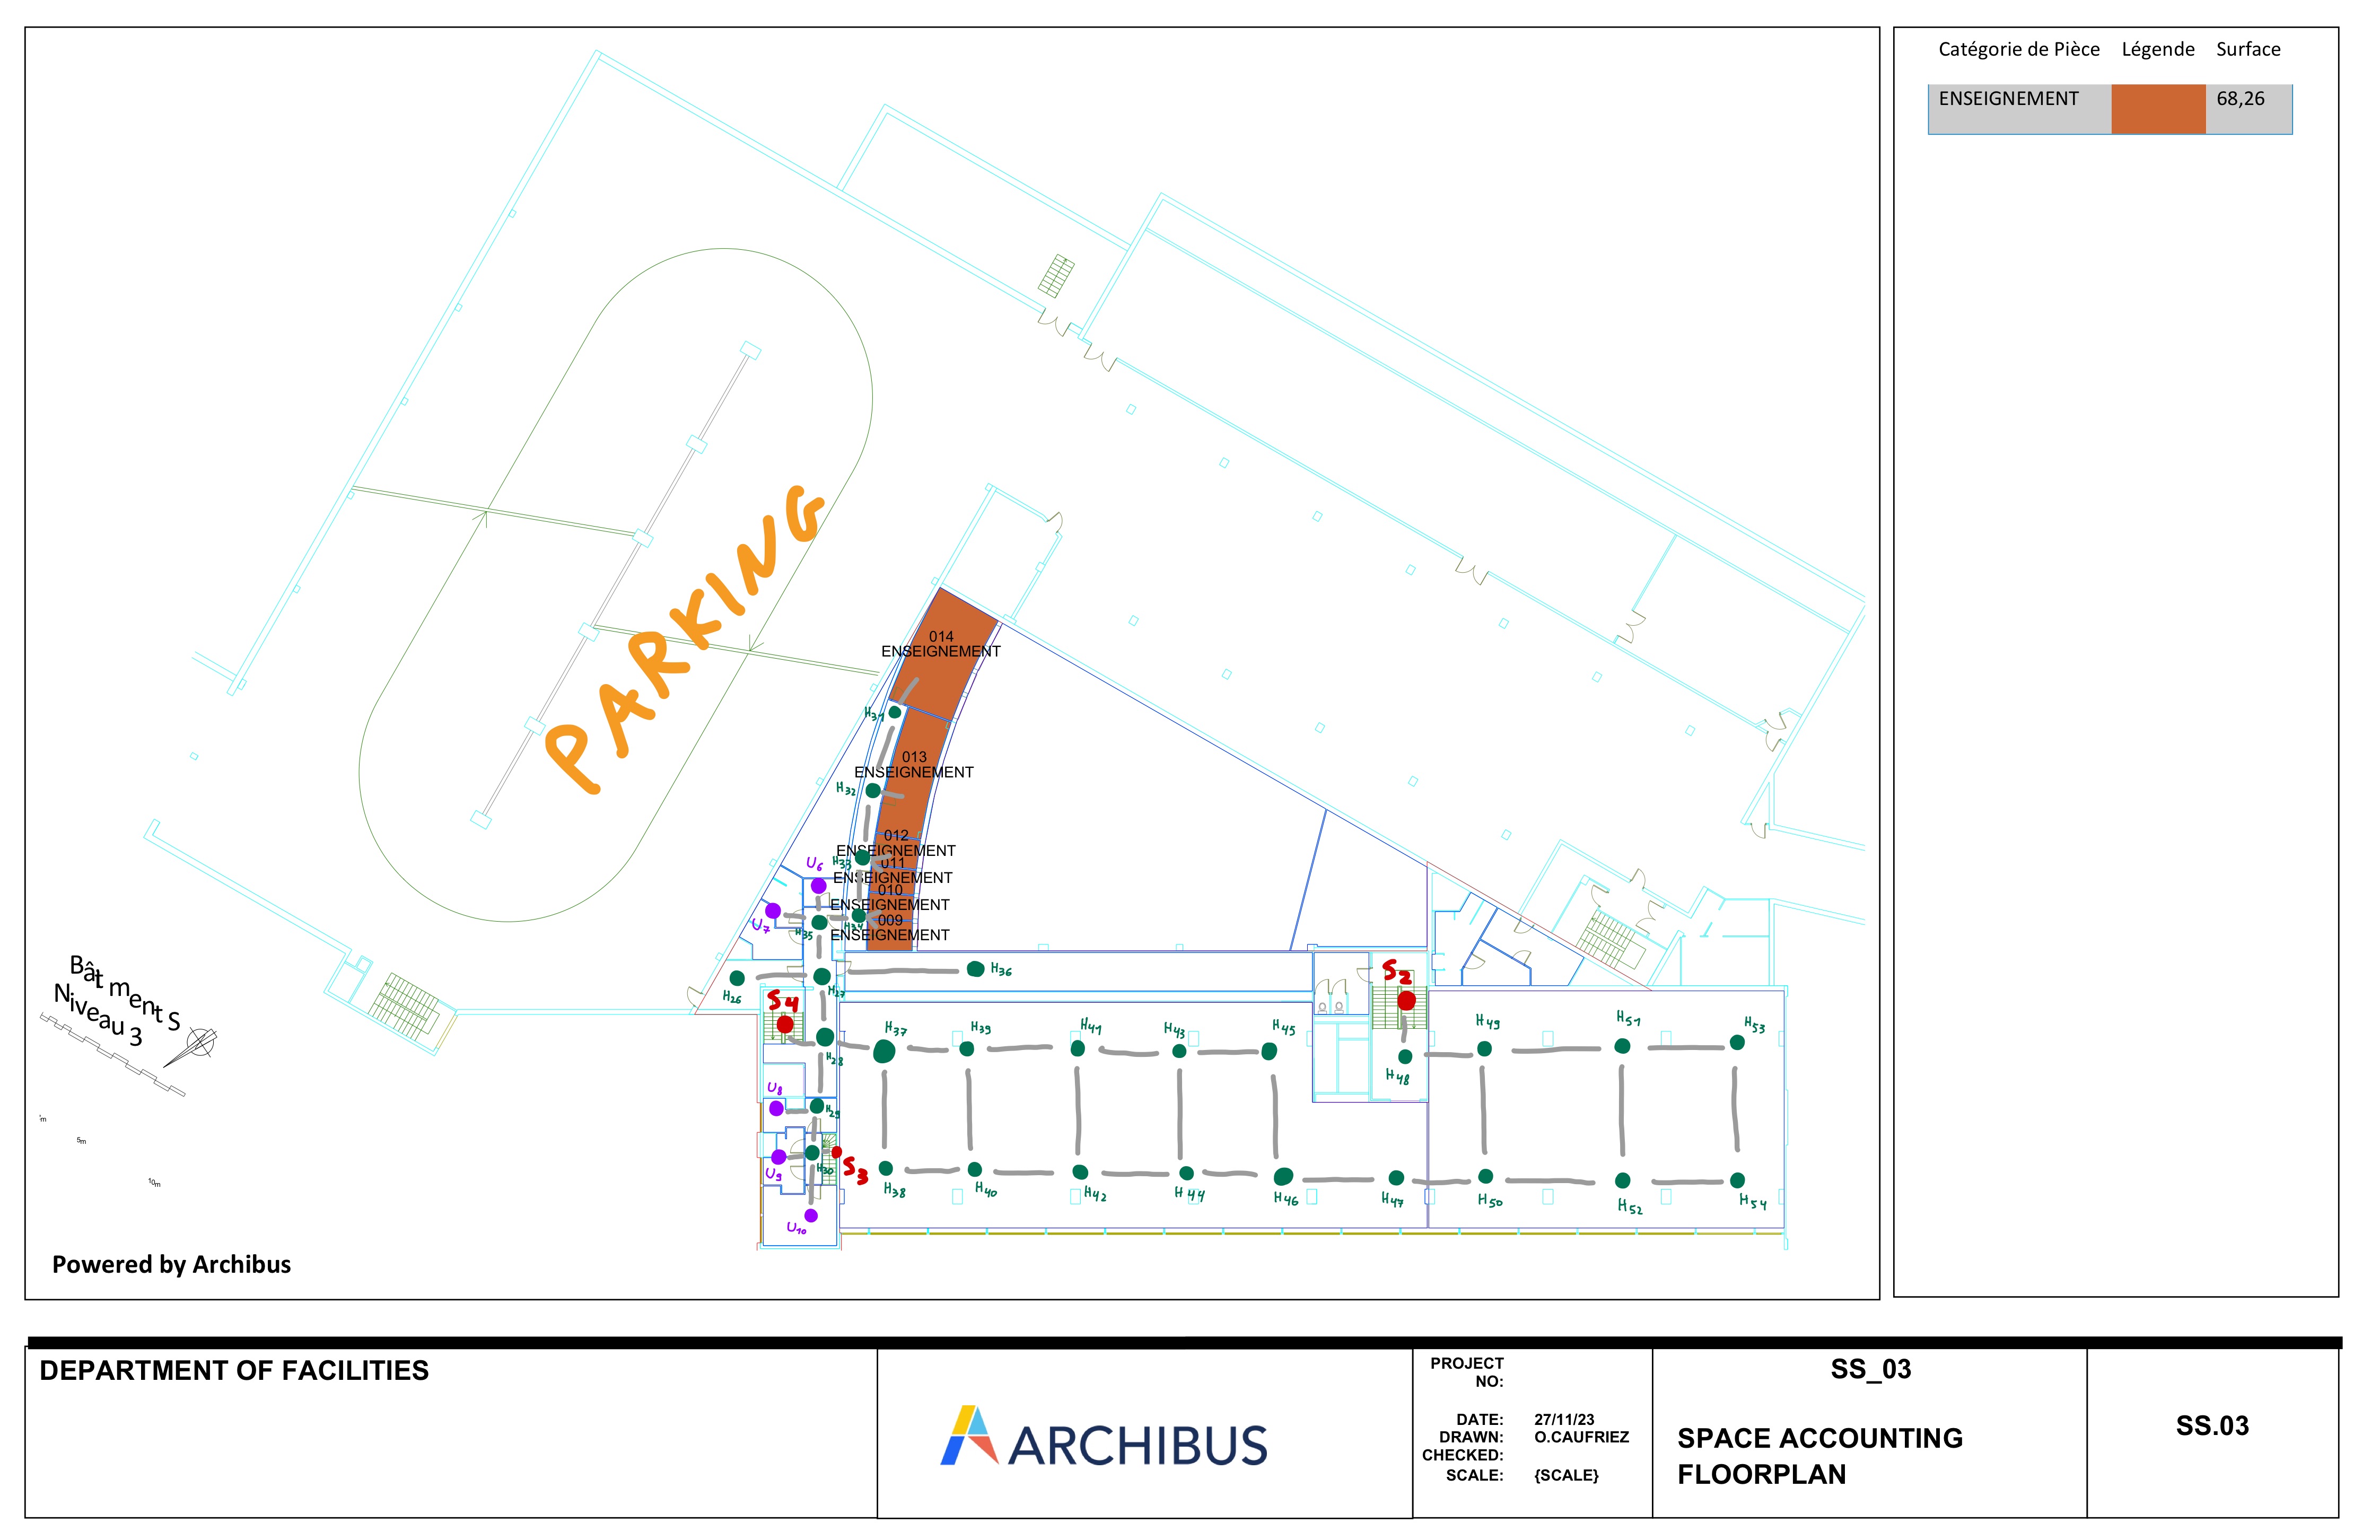 Catégorie de Pièce Légende Surface
ENSEIGNEMENT 68,26
PARKING
014
ENSEIGNEMENT
H31
013
ENSEIGNEMENT
H32
012
ENSEIGNEMENT
U6 H33 011
ENSEIGNEMENT
010
ENSEIGNEMENT
U7 H35 H34 009
ENSEIGNEMENT
H26 H27 H36
S4 S2
H28 H37 H39 H41 H43 H45 H48 H49 H51 H53
U8 H29
U9 H30 S3
H38 H40 H42 H44 H46 H47 H50 H52 H54
U10
Bâtiments S
Niveau 3
5m
10m
Powered by Archibus
DEPARTMENT OF FACILITIES
ARCHIBUS
PROJECT
NO:
DATE: 27/11/23
DRAWN: O.CAUFRIEZ
CHECKED:
SCALE: {SCALE}
SS_03
SPACE ACCOUNTING
FLOORPLAN
SS.03